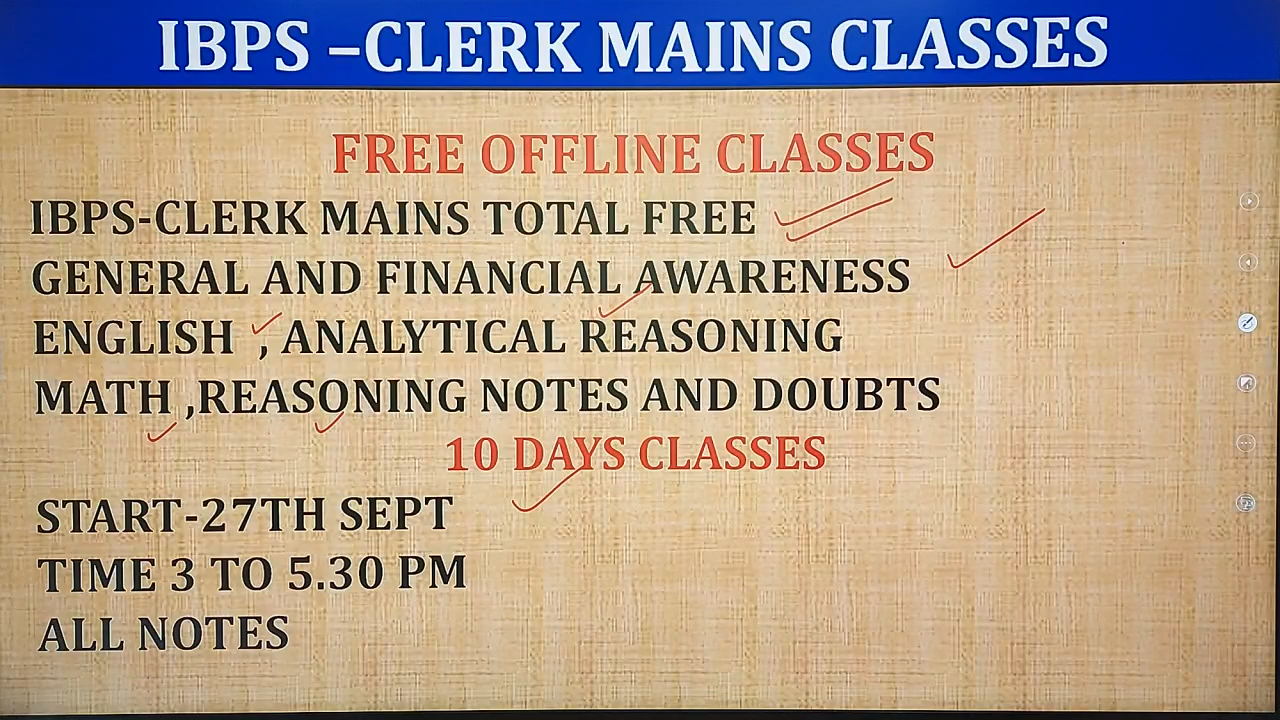 IBPS –CLERK MAINS CLASSES
FREE OFFLINE CLASSES
IBPS-CLERK MAINS TOTAL FREE
GENERAL AND FINANCIAL AWARENESS
ENGLISH , ANALYTICAL REASONING
MATH ,REASONING NOTES AND DOUBTS
10 DAYS CLASSES
START-27TH SEPT
TIME 3 TO 5.30 PM
ALL NOTES